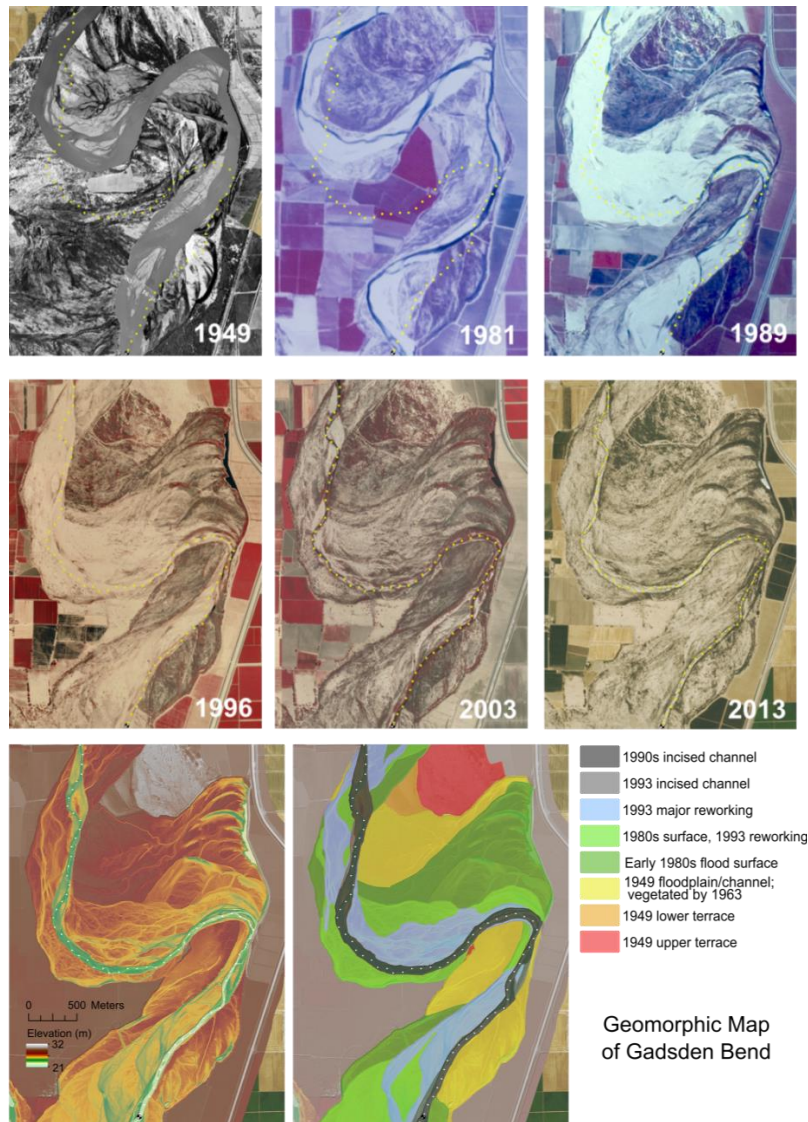 1949
1981
1989
1996
2003
2013
0 500 Meters
Elevation (m)
32
21
1990s incised channel
1993 incised channel
1993 major reworking
1980s surface, 1993 reworking
Early 1980s flood surface
1949 floodplain/channel;
vegetated by 1963
1949 lower terrace
1949 upper terrace
Geomorphic Map
of Gadsden Bend